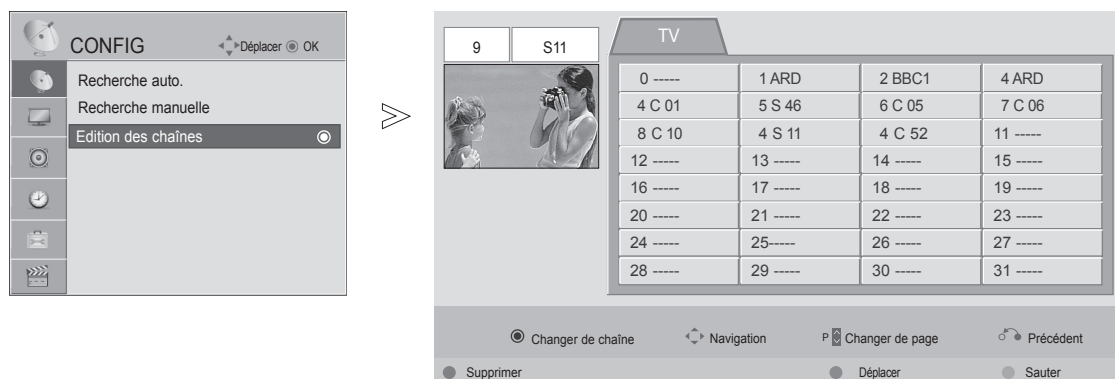 CONFIG
Déplacer OK
Recherche auto.
Recherche manuelle
Edition des chaînes
9 S11
TV
0 ----- 1 ARD 2 BBC1 4 ARD
4 C 01 5 S 46 6 C 05 7 C 06
8 C 10 4 S 11 4 C 52 11 -----
12 ----- 13 ----- 14 ----- 15 -----
16 ----- 17 ----- 18 ----- 19 -----
20 ----- 21 ----- 22 ----- 23 -----
24 ----- 25----- 26 ----- 27 -----
28 ----- 29 ----- 30 ----- 31 -----
Changer de chaîne Navigation P Changer de page Précédent
Supprimer Déplacer Sauter